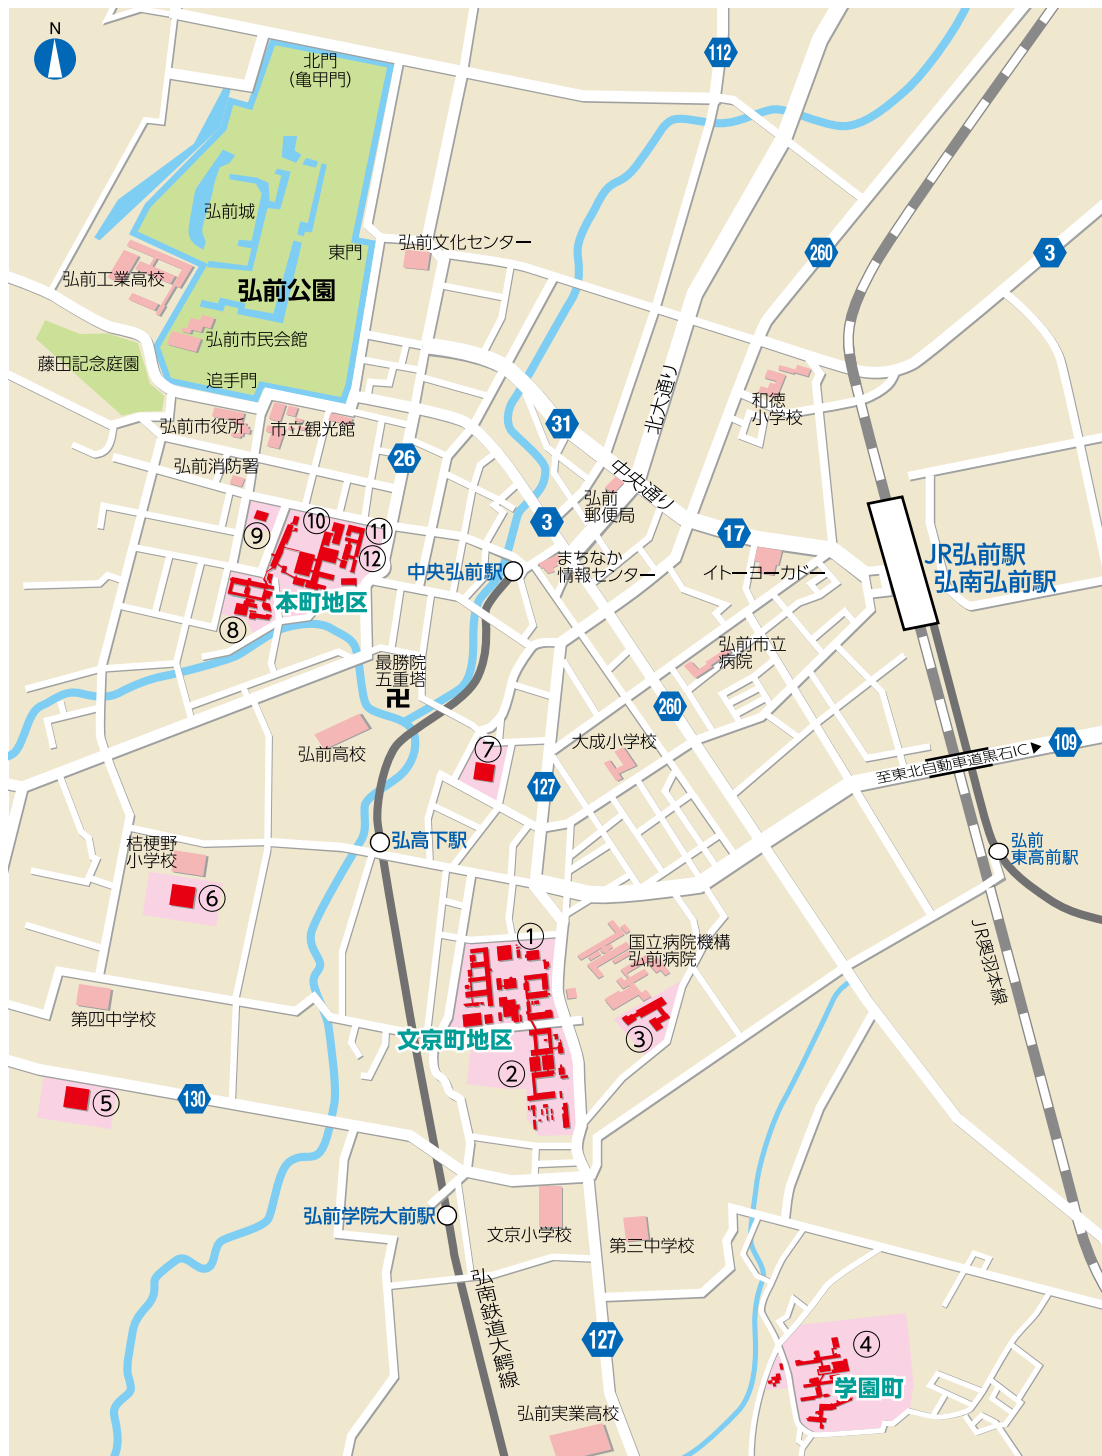 N
北門
(亀甲門)
112
弘前城
東門
弘前文化センター
260
3
弘前工業高校
弘前公園
弘前市民会館
藤田記念庭園
追手門
北大通り
和徳
小学校
弘前市役所
市立観光館
31
26
弘前消防署
中央通り
弘前
郵便局
3
17
⑨
⑩
⑪
⑫
JR弘前駅
弘南弘前駅
中央弘前駅
まちなか
情報センター
イトーヨーカドー
本町地区
⑧
弘前市立
病院
最勝院
五重塔
卍
260
弘前高校
⑦
大成小学校
109
至東北自動車道黒石IC▶
127
弘高下駅
弘前
東高前駅
桔梗野
小学校
⑥
①
国立病院機構
弘前病院
JR奥羽本線
第四中学校
文京町地区
③
②
⑤
130
弘前学院大前駅
文京小学校
第三中学校
弘南鉄道大鰐線
127
④
学園町
弘前実業高校